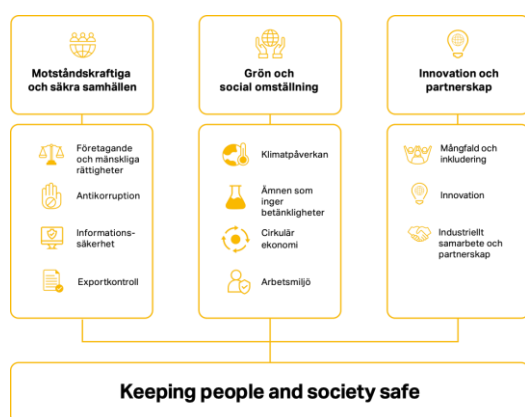 Motståndskraftiga
och säkra samhällen
Grön och
social omställning
Innovation och
partnerskap
Företagande
och mänskliga
rättigheter
Antikorruption
Informations-
säkerhet
Exportkontroll
Klimatpåverkan
Ämnen som
inger
betänkligheter
Cirkulär
ekonomi
Arbetsmiljö
Mångfald och
inkludering
Innovation
Industriellt
samarbete och
partnerskap
Keeping people and society safe